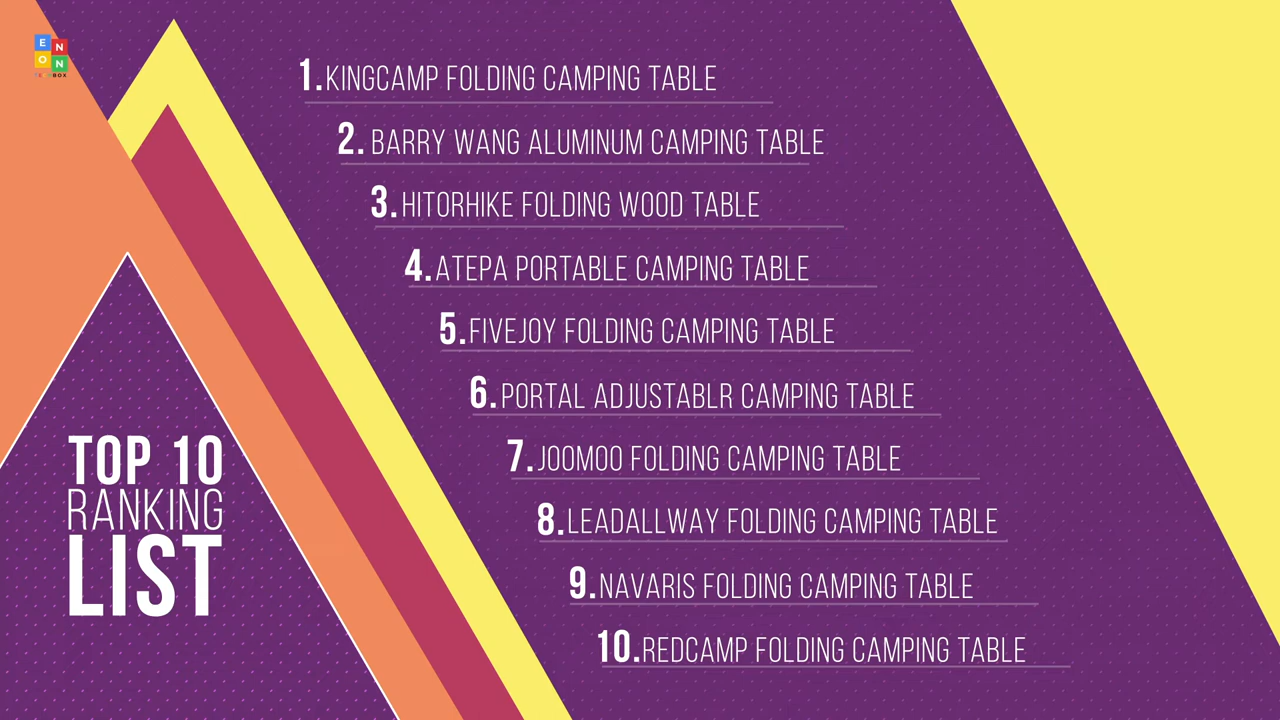 E
N
O
N
TECHBOX
1. KINGCAMP FOLDING CAMPING TABLE
2. BARRY WANG ALUMINUM CAMPING TABLE
3. HITORHIKE FOLDING WOOD TABLE
4. ATEPA PORTABLE CAMPING TABLE
5. FIVEJOY FOLDING CAMPING TABLE
6. PORTAL ADJUSTABLR CAMPING TABLE
7. JOOMOO FOLDING CAMPING TABLE
8. LEADALLWAY FOLDING CAMPING TABLE
9. NAVARIS FOLDING CAMPING TABLE
10. REDCAMP FOLDING CAMPING TABLE
TOP 10
RANKING
LIST